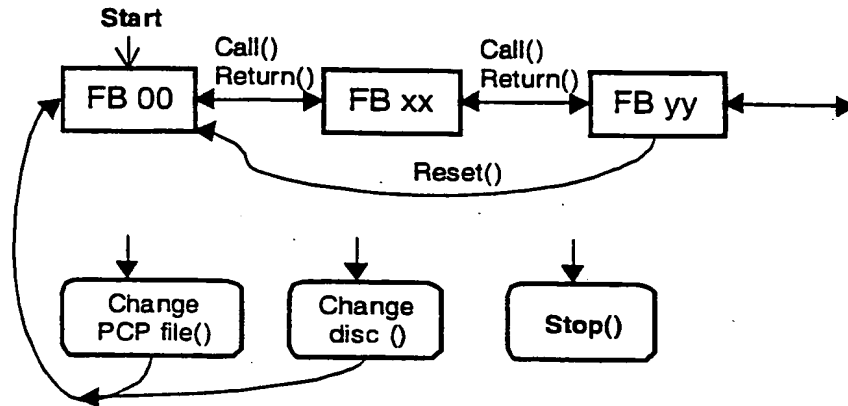 Start
Call()
Return()
Call()
Return()
FB 00
FB xx
FB yy
Reset()
Change
PCP file()
Change
disc ()
Stop()